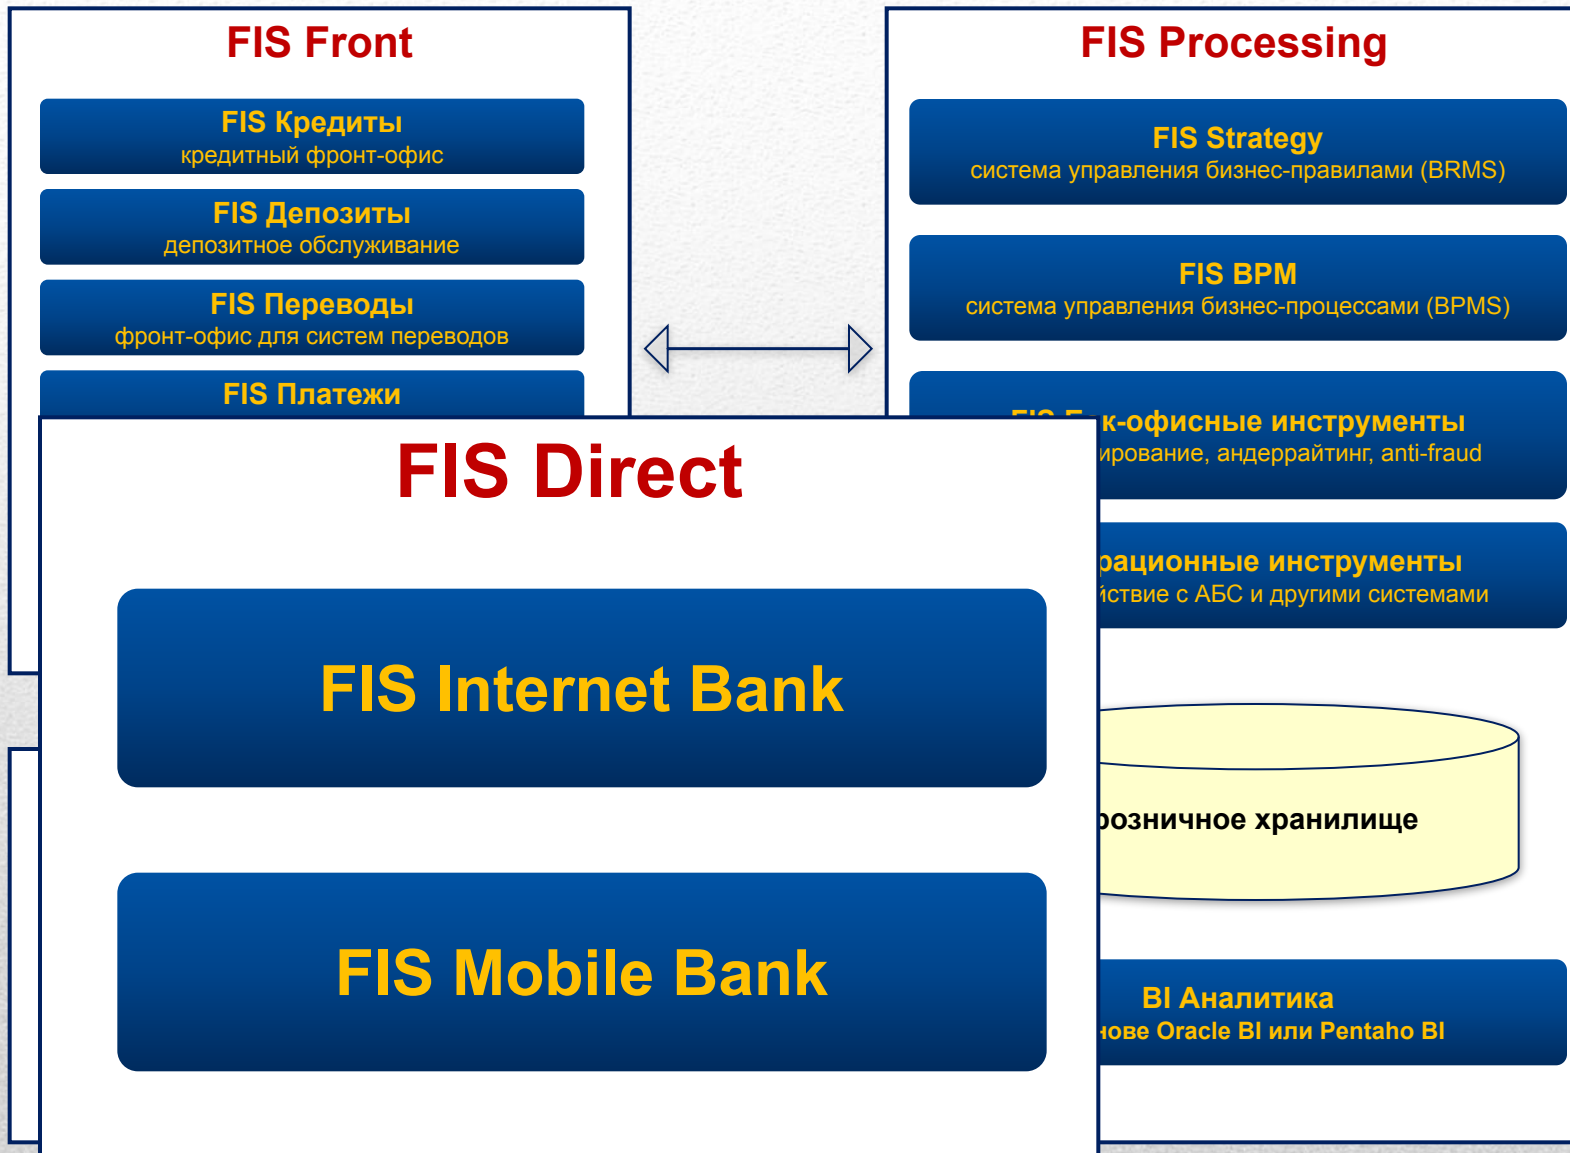 FIS Front
FIS Кредиты
кредитный фронт-офис
FIS Депозиты
депозитное обслуживание
FIS Переводы
фронт-офис для систем переводов
FIS Платежи
FIS Processing
FIS Strategy
система управления бизнес-правилами (BRMS)
FIS BPM
система управления бизнес-процессами (BPMS)
к-офисные инструменты
ирование, андеррайтинг, anti-fraud
рационные инструменты
йствие с АБС и другими системами
розничное хранилище
BI Аналитика
нове Oracle BI или Pentaho BI
FIS Direct
FIS Internet Bank
FIS Mobile Bank